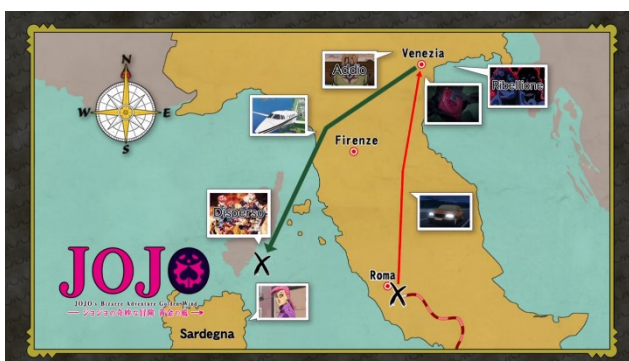 Venezia
Addio
Ribellione
N
W E
S
Firenze
Disperso
Roma
JOJO
JOJO's Bizarre Adventure Golden Wind
ジョジョの奇妙な冒険 黄金の風
Sardegna